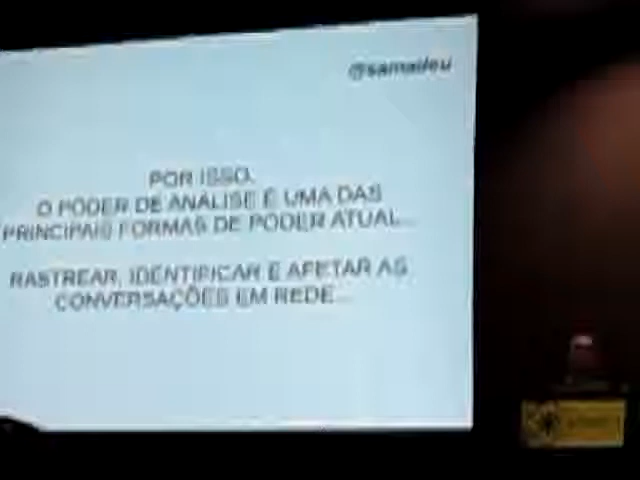 @samadeu
POR ISSO,
O PODER DE ANÁLISE É UMA DAS
PRINCIPAIS FORMAS DE PODER ATUAL...
RASTREAR, IDENTIFICAR E AFETAR AS
CONVERSAÇÕES EM REDE...